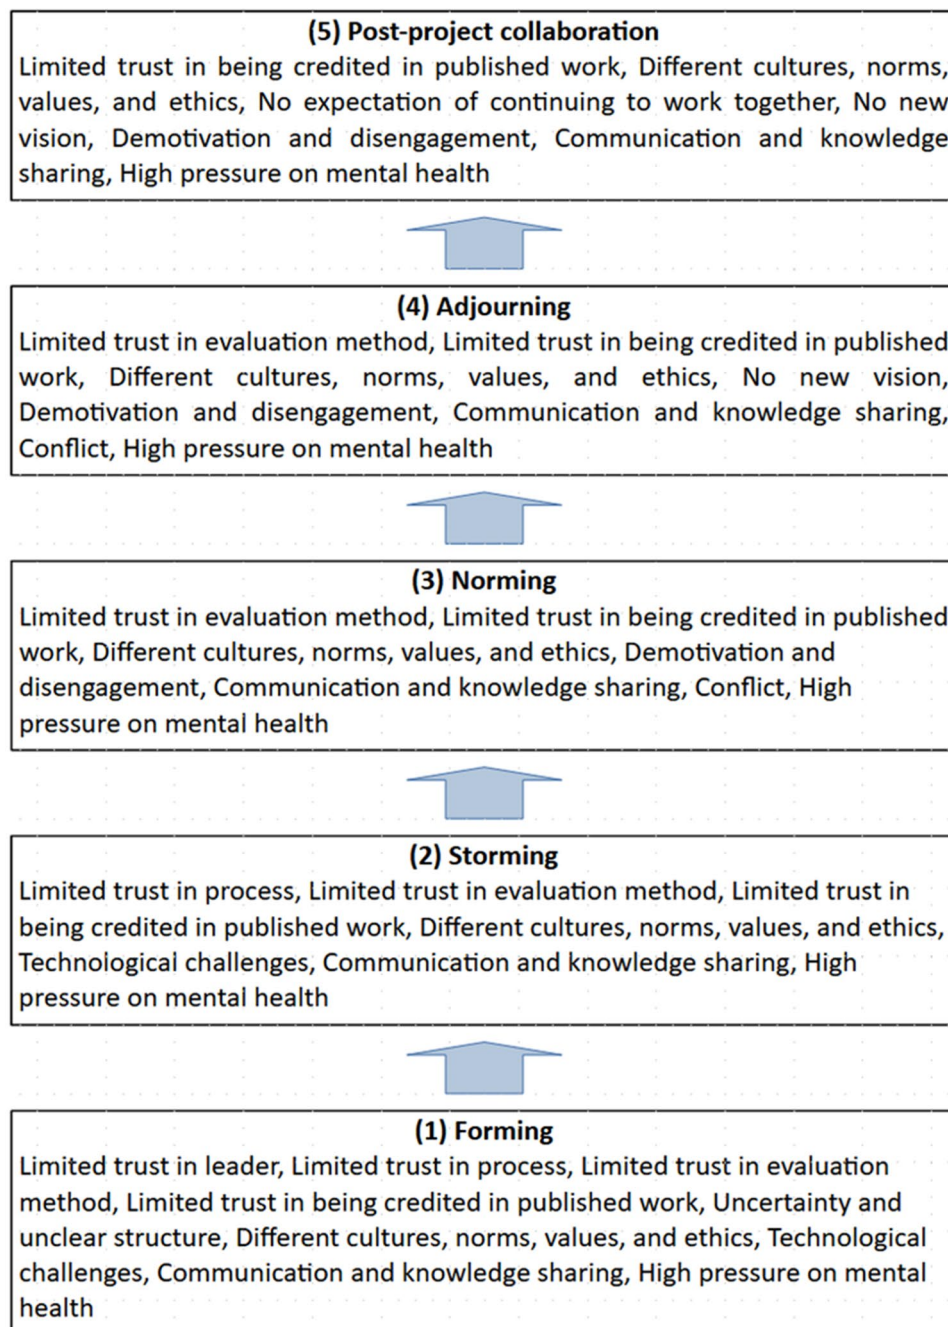 (5) Post-project collaboration
Limited trust in being credited in published work, Different cultures, norms,
values, and ethics, No expectation of continuing to work together, No new
vision, Demotivation and disengagement, Communication and knowledge
sharing, High pressure on mental health
(4) Adjourning
Limited trust in evaluation method, Limited trust in being credited in published
work, Different cultures, norms, values, and ethics, No new vision,
Demotivation and disengagement, Communication and knowledge sharing,
Conflict, High pressure on mental health
(3) Norming
Limited trust in evaluation method, Limited trust in being credited in published
work, Different cultures, norms, values, and ethics, Demotivation and
disengagement, Communication and knowledge sharing, Conflict, High
pressure on mental health
(2) Storming
Limited trust in process, Limited trust in evaluation method, Limited trust in
being credited in published work, Different cultures, norms, values, and ethics,
Technological challenges, Communication and knowledge sharing, High
pressure on mental health
(1) Forming
Limited trust in leader, Limited trust in process, Limited trust in evaluation
method, Limited trust in being credited in published work, Uncertainty and
unclear structure, Different cultures, norms, values, and ethics, Technological
challenges, Communication and knowledge sharing, High pressure on mental
health